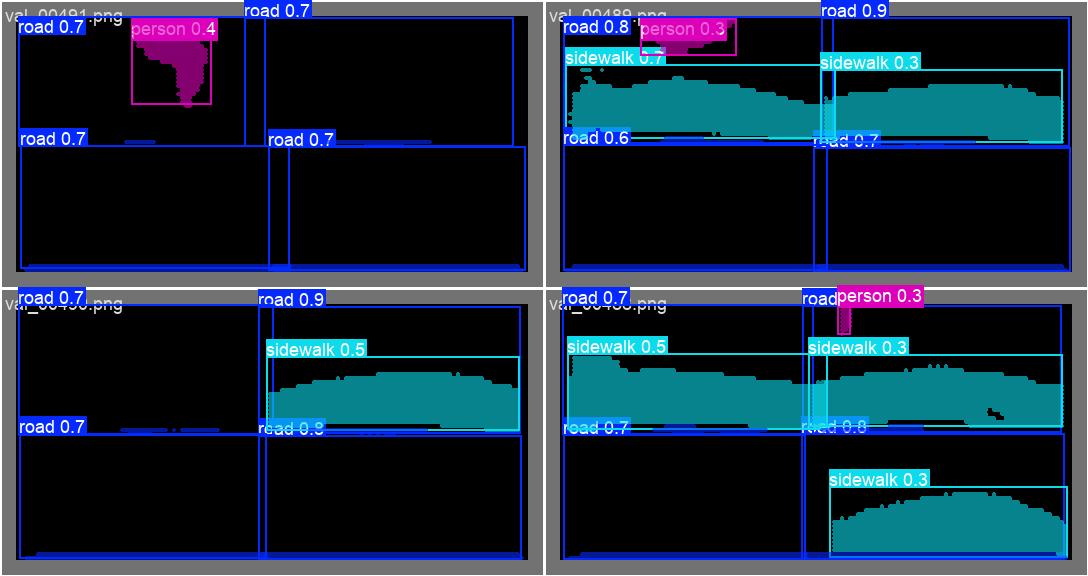 road 0.7
val_00491.png
road 0.7
person 0.4
road 0.7
road 0.7
road 0.9
val_00489.png
road 0.8
person 0.3
sidewalk 0.7
sidewalk 0.3
road 0.6
road 0.7
road 0.7
road 0.9
sidewalk 0.5
road 0.7
road 0.8
road 0.7
road
person 0.3
sidewalk 0.5
sidewalk 0.3
road 0.7
road 0.8
sidewalk 0.3